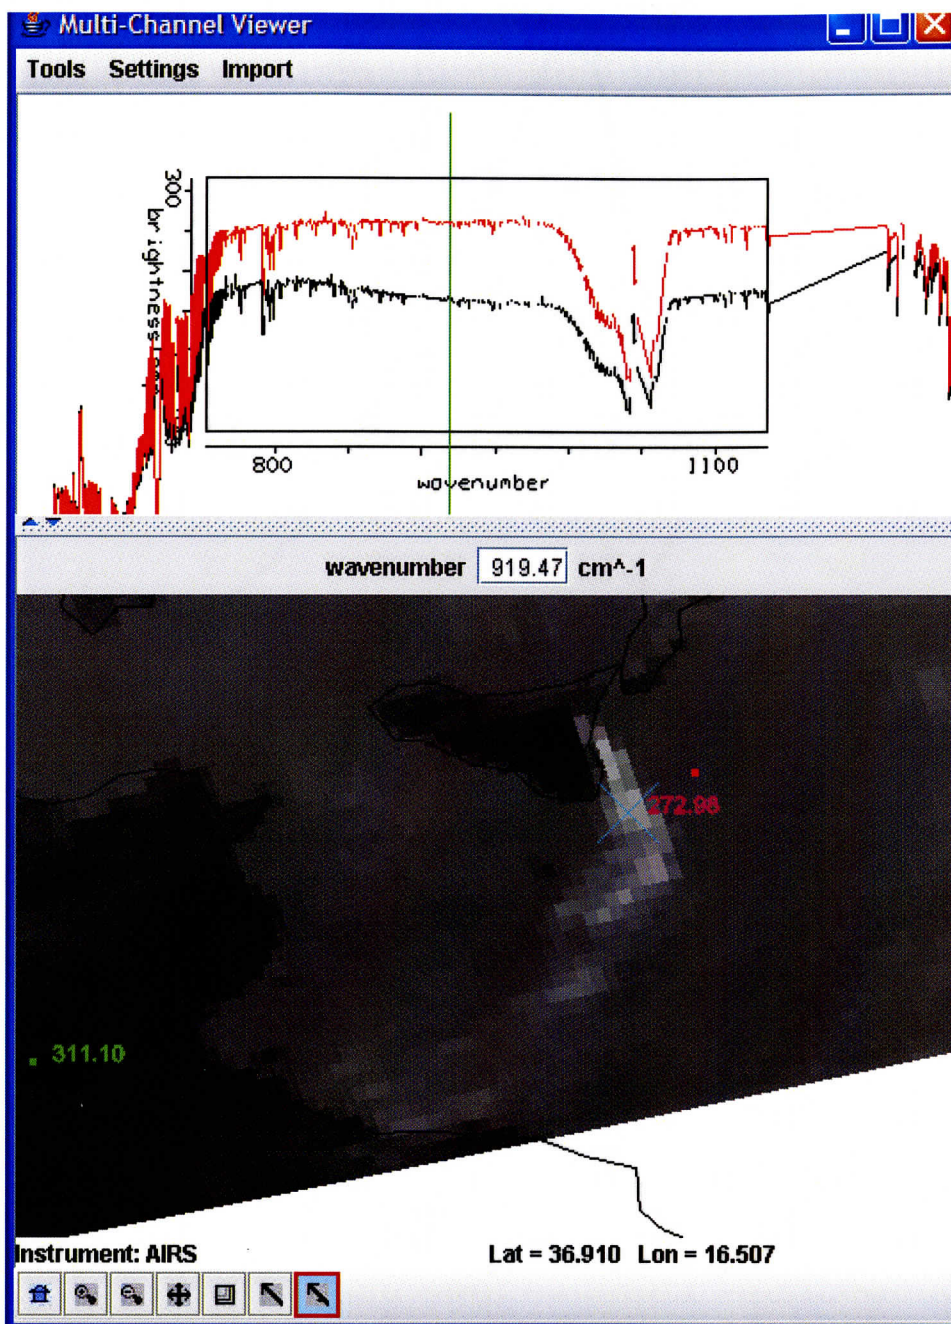 Multi-Channel Viewer
Tools Settings Import
300
brightness
800
1100
wavenumber
wavenumber 919.47 cm^-1
272.98
311.10
Instrument: AIRS
Lat = 36.910 Lon = 16.507